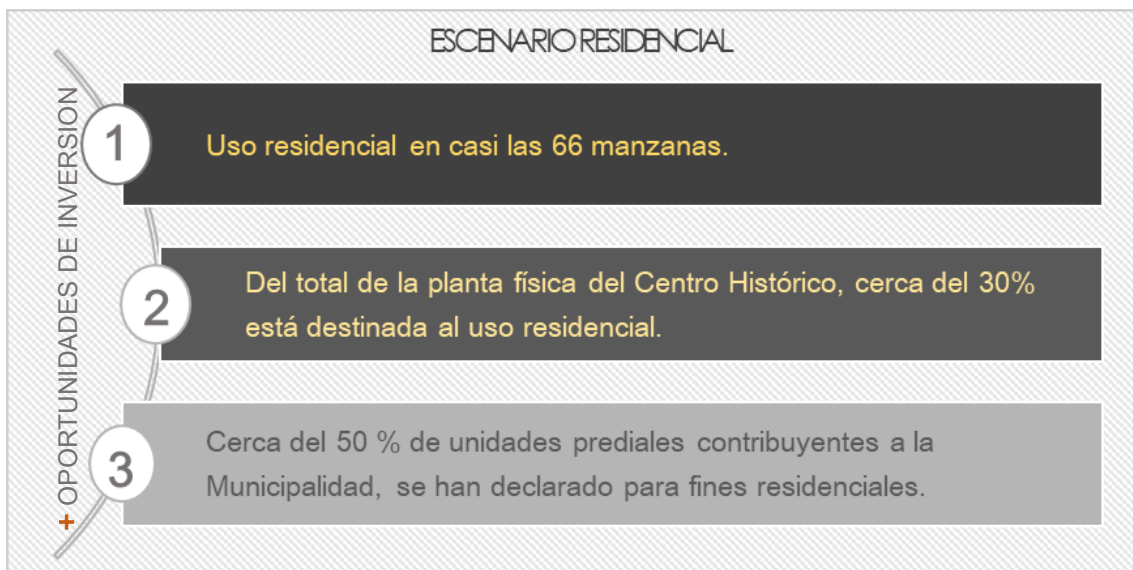 ESCENARIO RESIDENCIAL
+ OPORTUNIDADES DE INVERSION
1
Uso residencial en casi las 66 manzanas.
2
Del total de la planta física del Centro Histórico, cerca del 30%
está destinada al uso residencial.
3
Cerca del 50 % de unidades prediales contribuyentes a la
Municipalidad, se han declarado para fines residenciales.